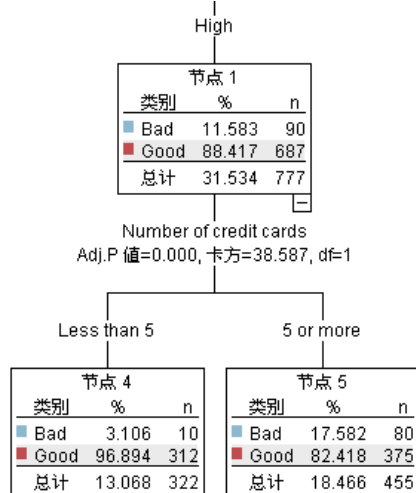 High
节点 1
类别 % n
Bad 11.583 90
Good 88.417 687
总计 31.534 777
Number of credit cards
Adj.P 值=0.000, 卡方=38.587, df=1
Less than 5
5 or more
节点 4
类别 % n
Bad 3.106 10
Good 96.894 312
总计 13.068 322
节点 5
类别 % n
Bad 17.582 80
Good 82.418 375
总计 18.466 455